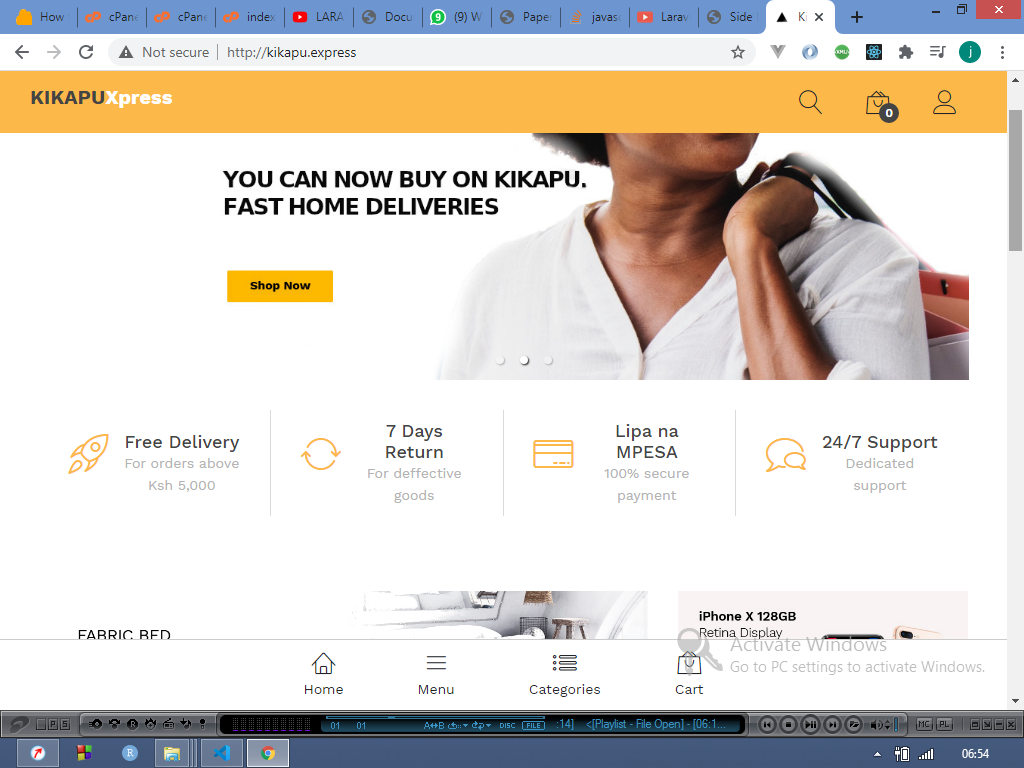 How
cPane
cPane
index
LARA
Docu
9
(9) W
Pape
javas
Larav
Side
Ki
Not secure
http://kikapu.express
j
KIKAPUXpress
0
YOU CAN NOW BUY ON KIKAPU.
FAST HOME DELIVERIES
Shop Now
Free Delivery
For orders above
Ksh 5,000
7 Days
Return
For deffective
goods
Lipa na
MPESA
100% secure
payment
24/7 Support
Dedicated
support
FABRIC BED
iPhone X 128GB
Retina Display
Activate Windows
Go to PC settings to activate Windows.
Home
Menu
Categories
Cart
P S
01 01 A↔B DISC FILE :14] <[Playlist - File Open] - [06:1...
MC PL
R
06:54